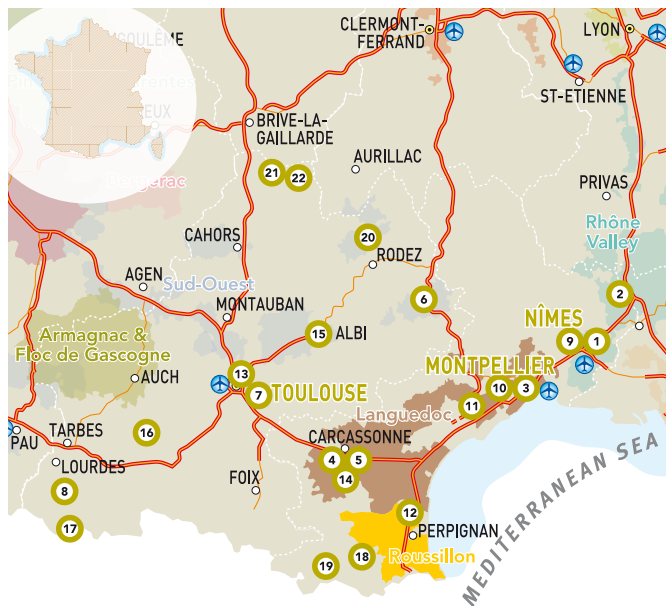 CLERMONT-
FERRAND
LYON
ST-ETIENNE
BRIVE-LA-
GAILLARDE
AURILLAC
21
22
PRIVAS
Rhône
Valley
CAHORS
20
RODEZ
AGEN
Sud-Ouest
MONTAUBAN
6
2
15
ALBI
NÎMES
9
1
Armagnac &
Floc de Gascogne
13
AUCH
7
TOULOUSE
MONTPELLIER
10
3
11
Languedoc
16
CARCASSONNE
4
5
14
PAU
TARBES
LOURDES
FOIX
8
17
12
PERPIGNAN
Roussillon
18
19
MEDITERRANEAN SEA